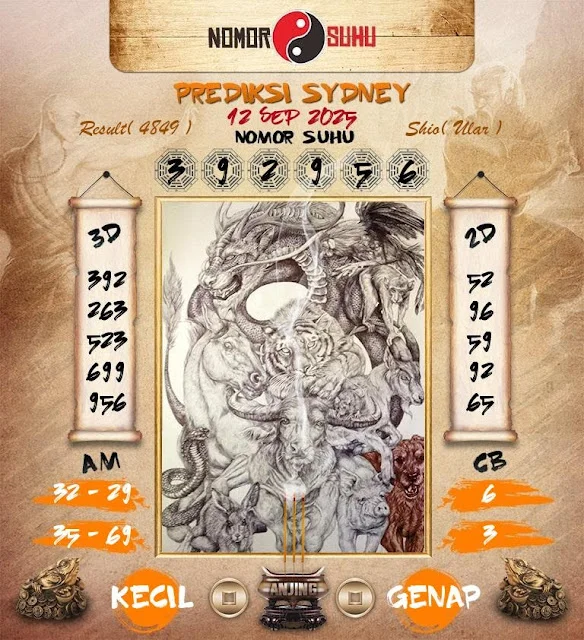 NOMOR SUHU
PREDIKSI SYDNEY
12 SEP 2025
Result( 4849 )
NOMOR SUHU
Shio( Ular )
3 9 2 9 5 6
3D
392
263
523
699
956
2D
52
96
59
92
65
AM
32 - 29
35 - 69
CB
6
3
KECIL
ANJING
GENAP